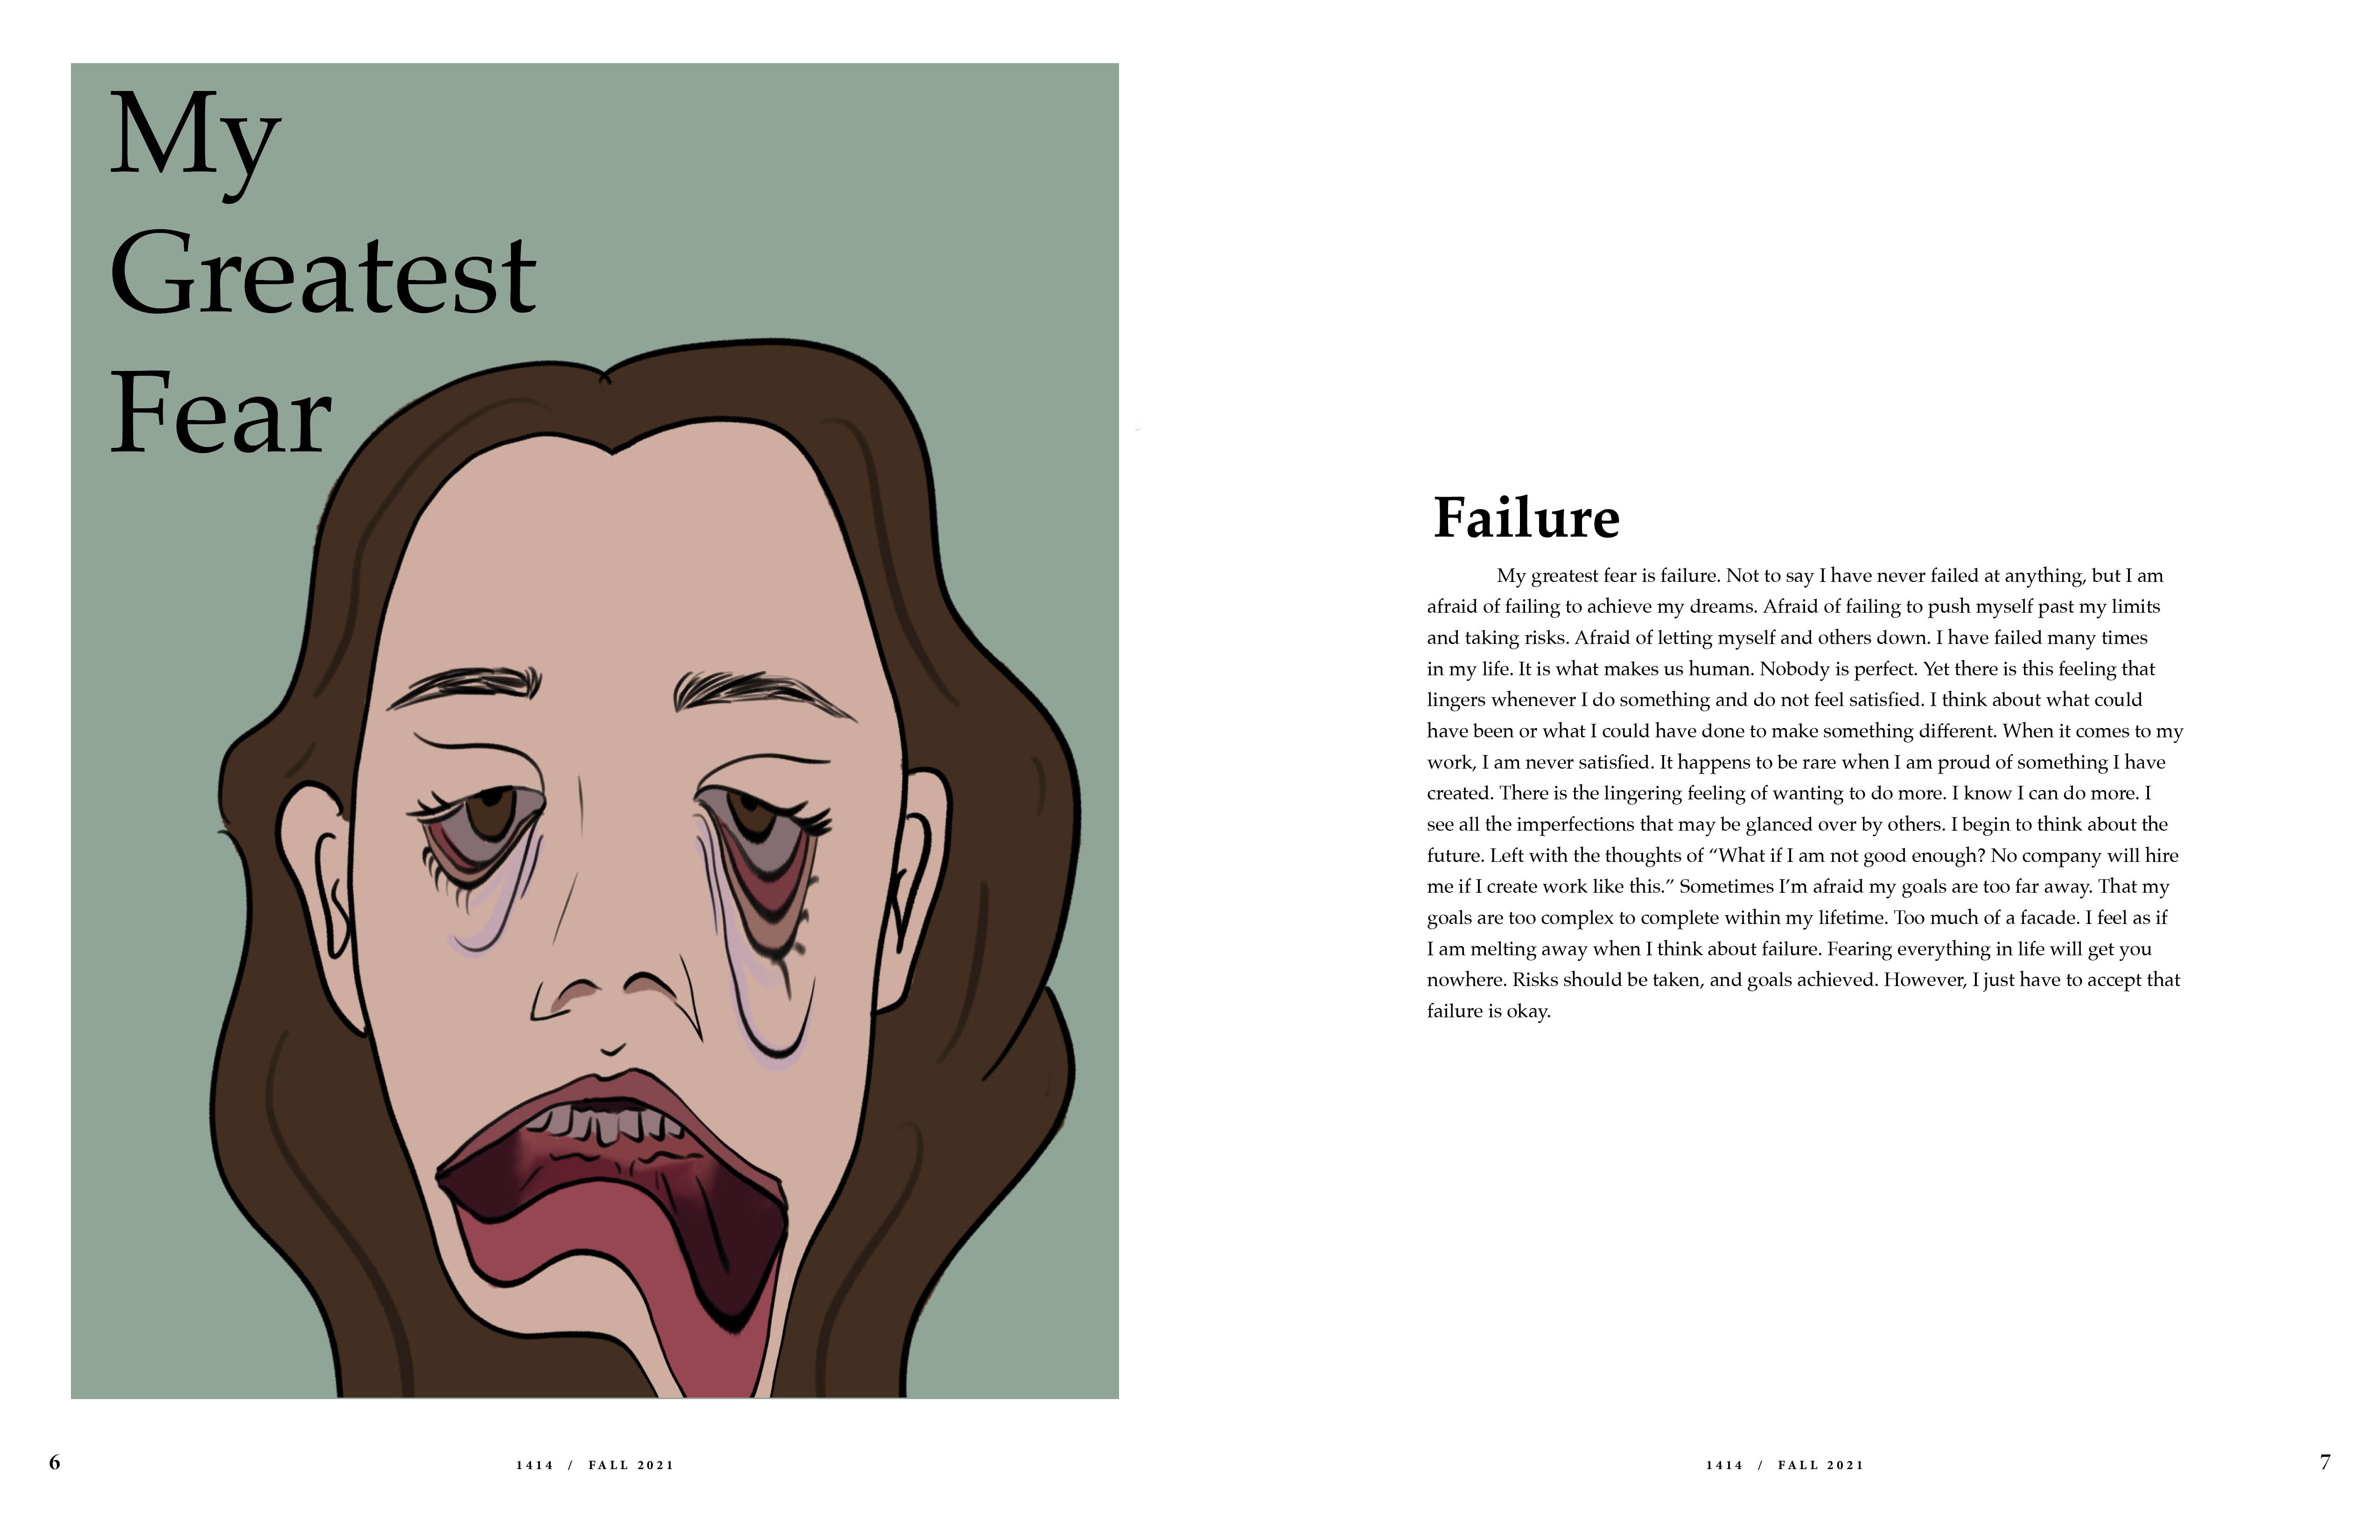 My
Greatest
Fear
Failure
My greatest fear is failure. Not to say I have never failed at anything, but I am
afraid of failing to achieve my dreams. Afraid of failing to push myself past my limits
and taking risks. Afraid of letting myself and others down. I have failed many times
in my life. It is what makes us human. Nobody is perfect. Yet there is this feeling that
lingers whenever I do something and do not feel satisfied. I think about what could
have been or what I could have done to make something different. When it comes to my
work, I am never satisfied. It happens to be rare when I am proud of something I have
created. There is the lingering feeling of wanting to do more. I know I can do more. I
see all the imperfections that may be glanced over by others. I begin to think about the
future. Left with the thoughts of “What if I am not good enough? No company will hire
me if I create work like this.” Sometimes I’m afraid my goals are too far away. That my
goals are too complex to complete within my lifetime. Too much of a facade. I feel as if
I am melting away when I think about failure. Fearing everything in life will get you
nowhere. Risks should be taken, and goals achieved. However, I just have to accept that
failure is okay.
6
1414 / FALL 2021
1414 / FALL 2021
7